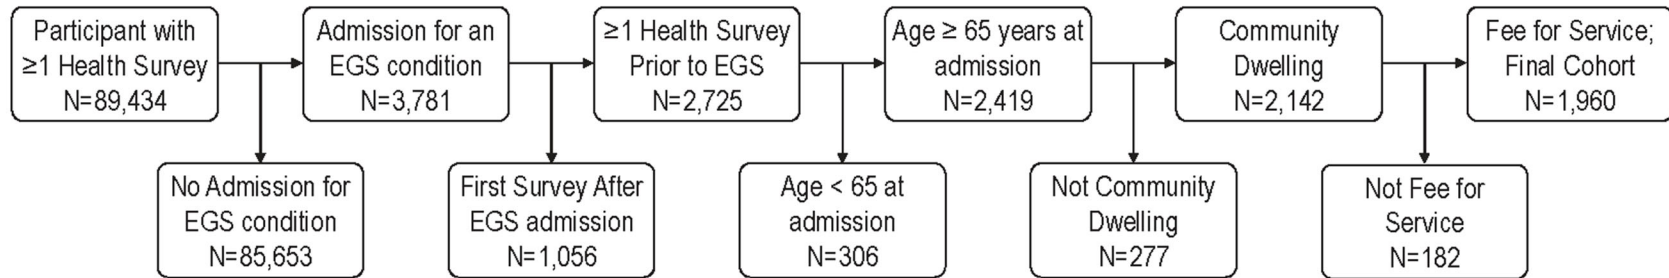 Participant with
≥1 Health Survey
N=89,434
Admission for an
EGS condition
N=3,781
≥1 Health Survey
Prior to EGS
N=2,725
Age ≥ 65 years at
admission
N=2,419
Community
Dwelling
N=2,142
Fee for Service;
Final Cohort
N=1,960
No Admission for
EGS condition
N=85,653
First Survey After
EGS admission
N=1,056
Age < 65 at
admission
N=306
Not Community
Dwelling
N=277
Not Fee for
Service
N=182